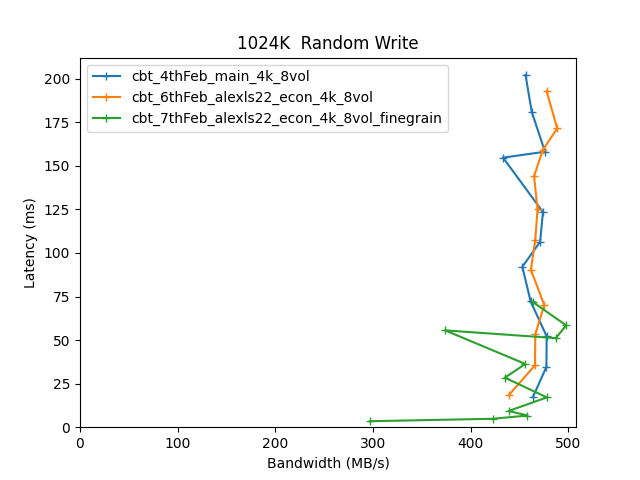 1024K  Random Write
cbt_4thFeb_main_4k_8vol
cbt_6thFeb_alexls22_econ_4k_8vol
cbt_7thFeb_alexls22_econ_4k_8vol_finegrain
Latency (ms)
200
175
150
125
100
75
50
25
0
0 100 200 300 400 500
Bandwidth (MB/s)